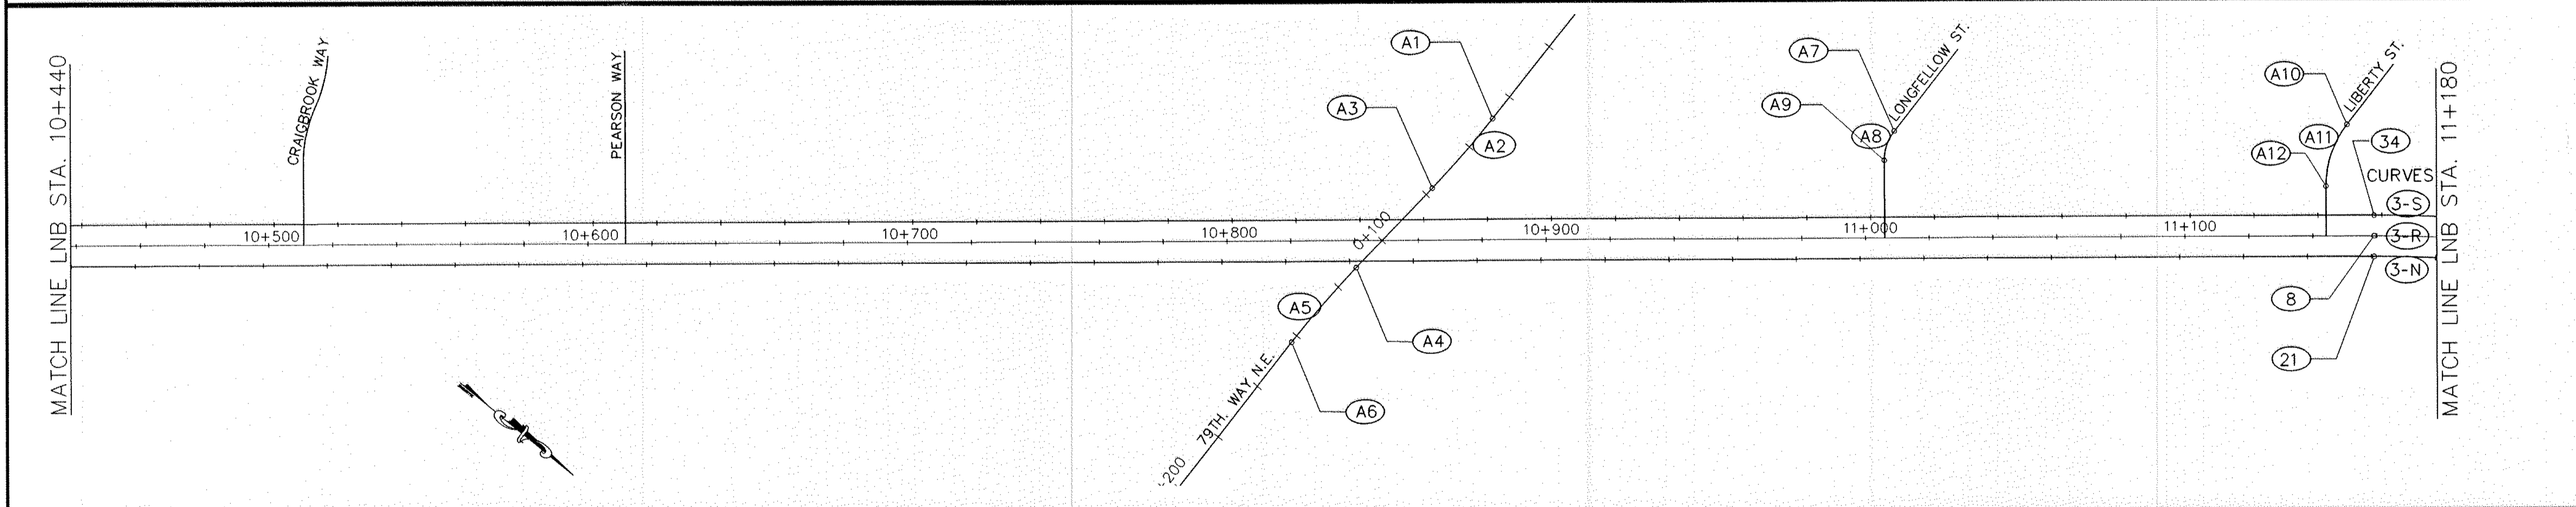 MATCH LINE LNB STA. 10+440
CRAIGBROOK WAY
PEARSON WAY
A1
A3
A2
A7
LONGFELLOW ST.
A9
A8
A10
LIBERTY ST.
A11
34
A12
CURVES
3-S
10+500
10+600
10+700
10+800
0+100
10+900
11+000
11+100
3-R
3-N
8
A5
A4
21
79TH. WAY N.E.
A6
200
MATCH LINE LNB STA. 11+180